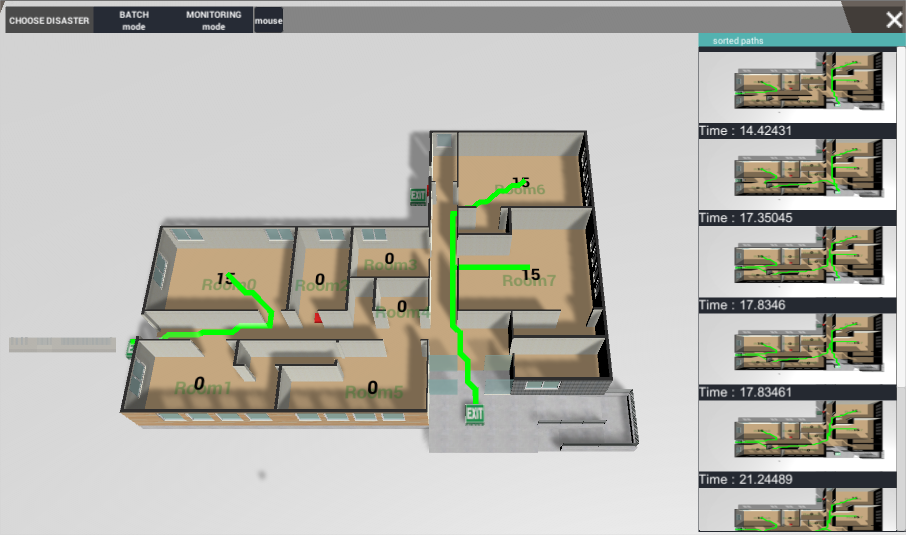 CHOOSE DISASTER
BATCH
mode
MONITORING
mode
mouse
sorted paths
Time : 14.42431
Time : 17.35045
Time : 17.8346
Time : 17.83461
Time : 21.24489
15
Room6
EXIT
15
Room0
0
0
Room3
15
Room7
0
0
Room1
0
Room5
EXIT